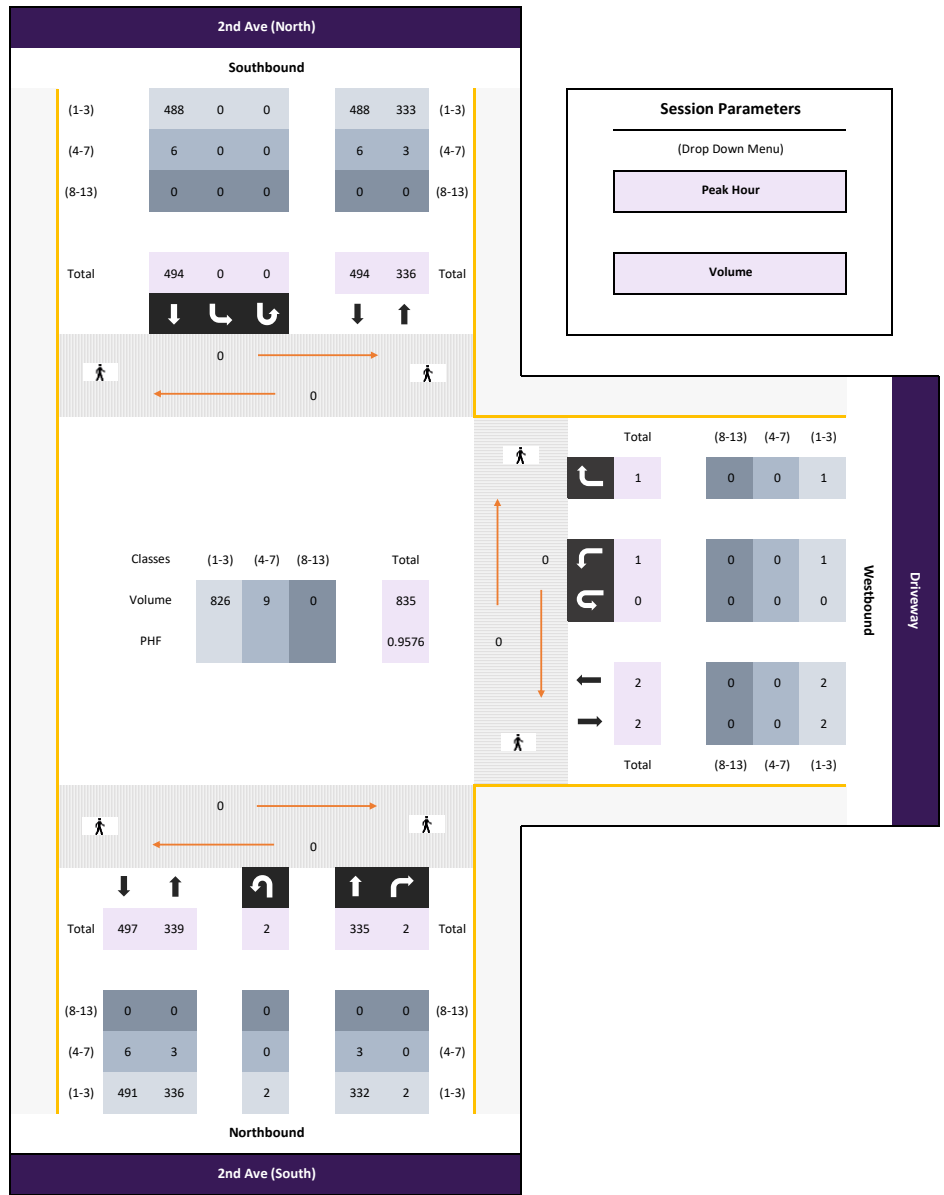 2nd Ave (North)
Southbound
(1-3) 488 0 0 488 333 (1-3)
(4-7) 6 0 0 6 3 (4-7)
(8-13) 0 0 0 0 0 (8-13)
Total 494 0 0 494 336 Total
Session Parameters
(Drop Down Menu)
Peak Hour
Volume
0
0
Total (8-13) (4-7) (1-3)
1 0 0 1
0 1 0 0 1
0 0 0 0
0
2 0 0 2
2 0 0 2
Total (8-13) (4-7) (1-3)
Westbound
Driveway
Classes (1-3) (4-7) (8-13) Total
Volume 826 9 0 835
PHF 0.9576
0
0
Total 497 339 2 335 2 Total
(8-13) 0 0 0 0 0 (8-13)
(4-7) 6 3 0 3 0 (4-7)
(1-3) 491 336 2 332 2 (1-3)
Northbound
2nd Ave (South)